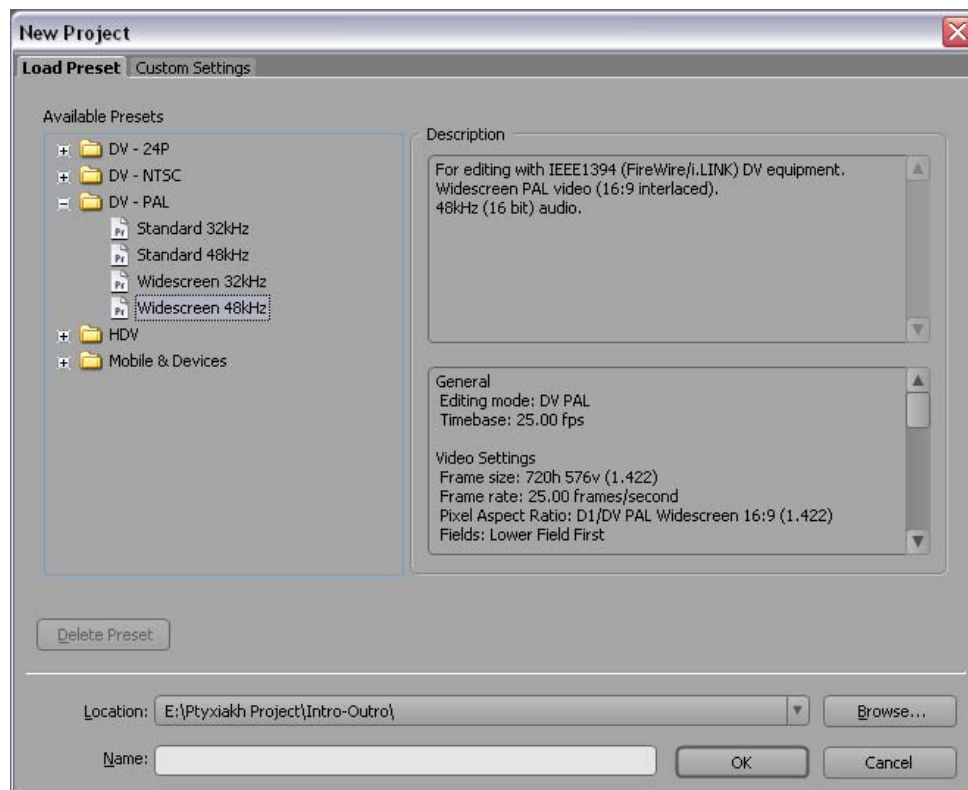 New Project
Load Preset Custom Settings
Available Presets
DV - 24P
DV - NTSC
DV - PAL
Pr Standard 32kHz
Pr Standard 48kHz
Pr Widescreen 32kHz
Pr Widescreen 48kHz
HDV
Mobile & Devices
Description
For editing with IEEE1394 (FireWire/i.LINK) DV equipment.
Widescreen PAL video (16:9 interlaced).
48kHz (16 bit) audio.
General
Editing mode: DV PAL
Timebase: 25.00 fps
Video Settings
Frame size: 720h 576v (1.422)
Frame rate: 25.00 frames/second
Pixel Aspect Ratio: D1/DV PAL Widescreen 16:9 (1.422)
Fields: Lower Field First
Delete Preset
Location: E:\Ptyxiakh Project\Intro-Outro\ Browse...
Name: OK Cancel